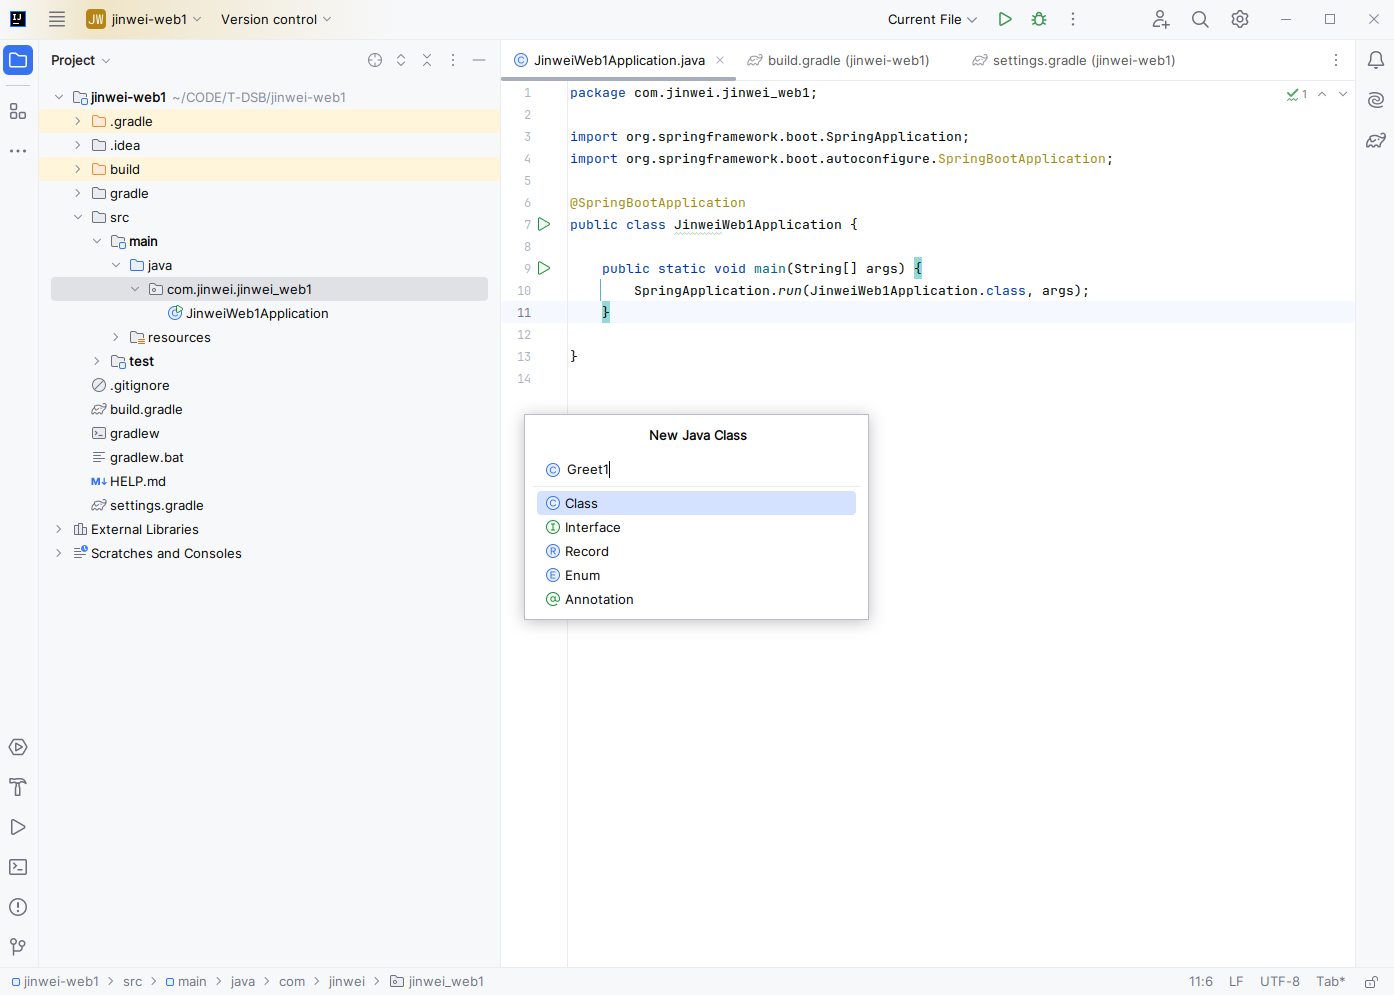 JW jinwei-web1 Version control Current File
Project
JinweiWeb1Application.java build.gradle (jinwei-web1) settings.gradle (jinwei-web1)
jinwei-web1 ~/CODE/T-DSB/jinwei-web1
.gradle
.idea
build
gradle
src
main
java
com.jinwei.jinwei_web1
JinweiWeb1Application
resources
test
.gitignore
build.gradle
gradlew
gradlew.bat
M↓ HELP.md
settings.gradle
External Libraries
Scratches and Consoles
1 package com.jinwei.jinwei_web1; 1
2
3 import org.springframework.boot.SpringApplication;
4 import org.springframework.boot.autoconfigure.SpringBootApplication;
5
6 @SpringBootApplication
7 public class JinweiWeb1Application {
8
9 public static void main(String[] args) {
10 SpringApplication.run(JinweiWeb1Application.class, args);
11 }
12
13 }
14
New Java Class
C Greet1
C Class
I Interface
R Record
E Enum
@ Annotation
jinwei-web1 > src > main > java > com > jinwei > jinwei_web1 11:6 LF UTF-8 Tab*